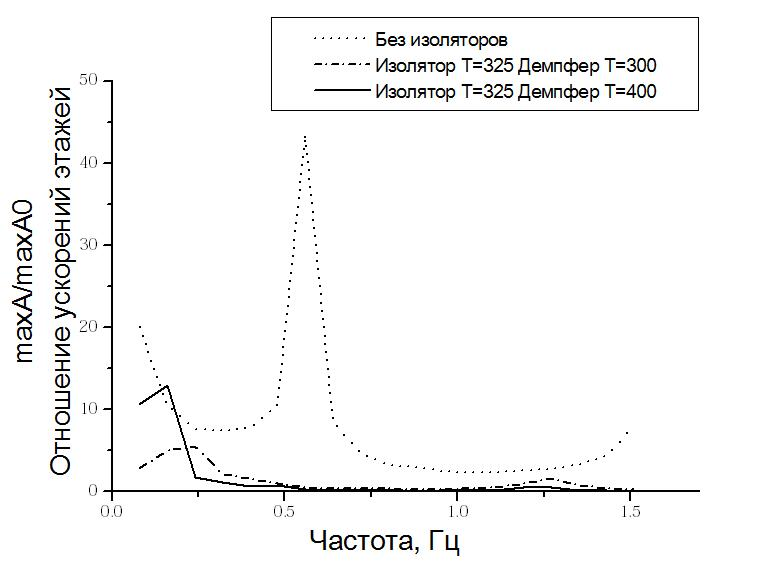 Без изоляторов
Изолятор Т=325 Демпфер Т=300
Изолятор Т=325 Демпфер Т=400
maxA/maxA0
Отношение ускорений этажей
50
40
30
20
10
0
0.0
0.5
1.0
1.5
Частота, Гц